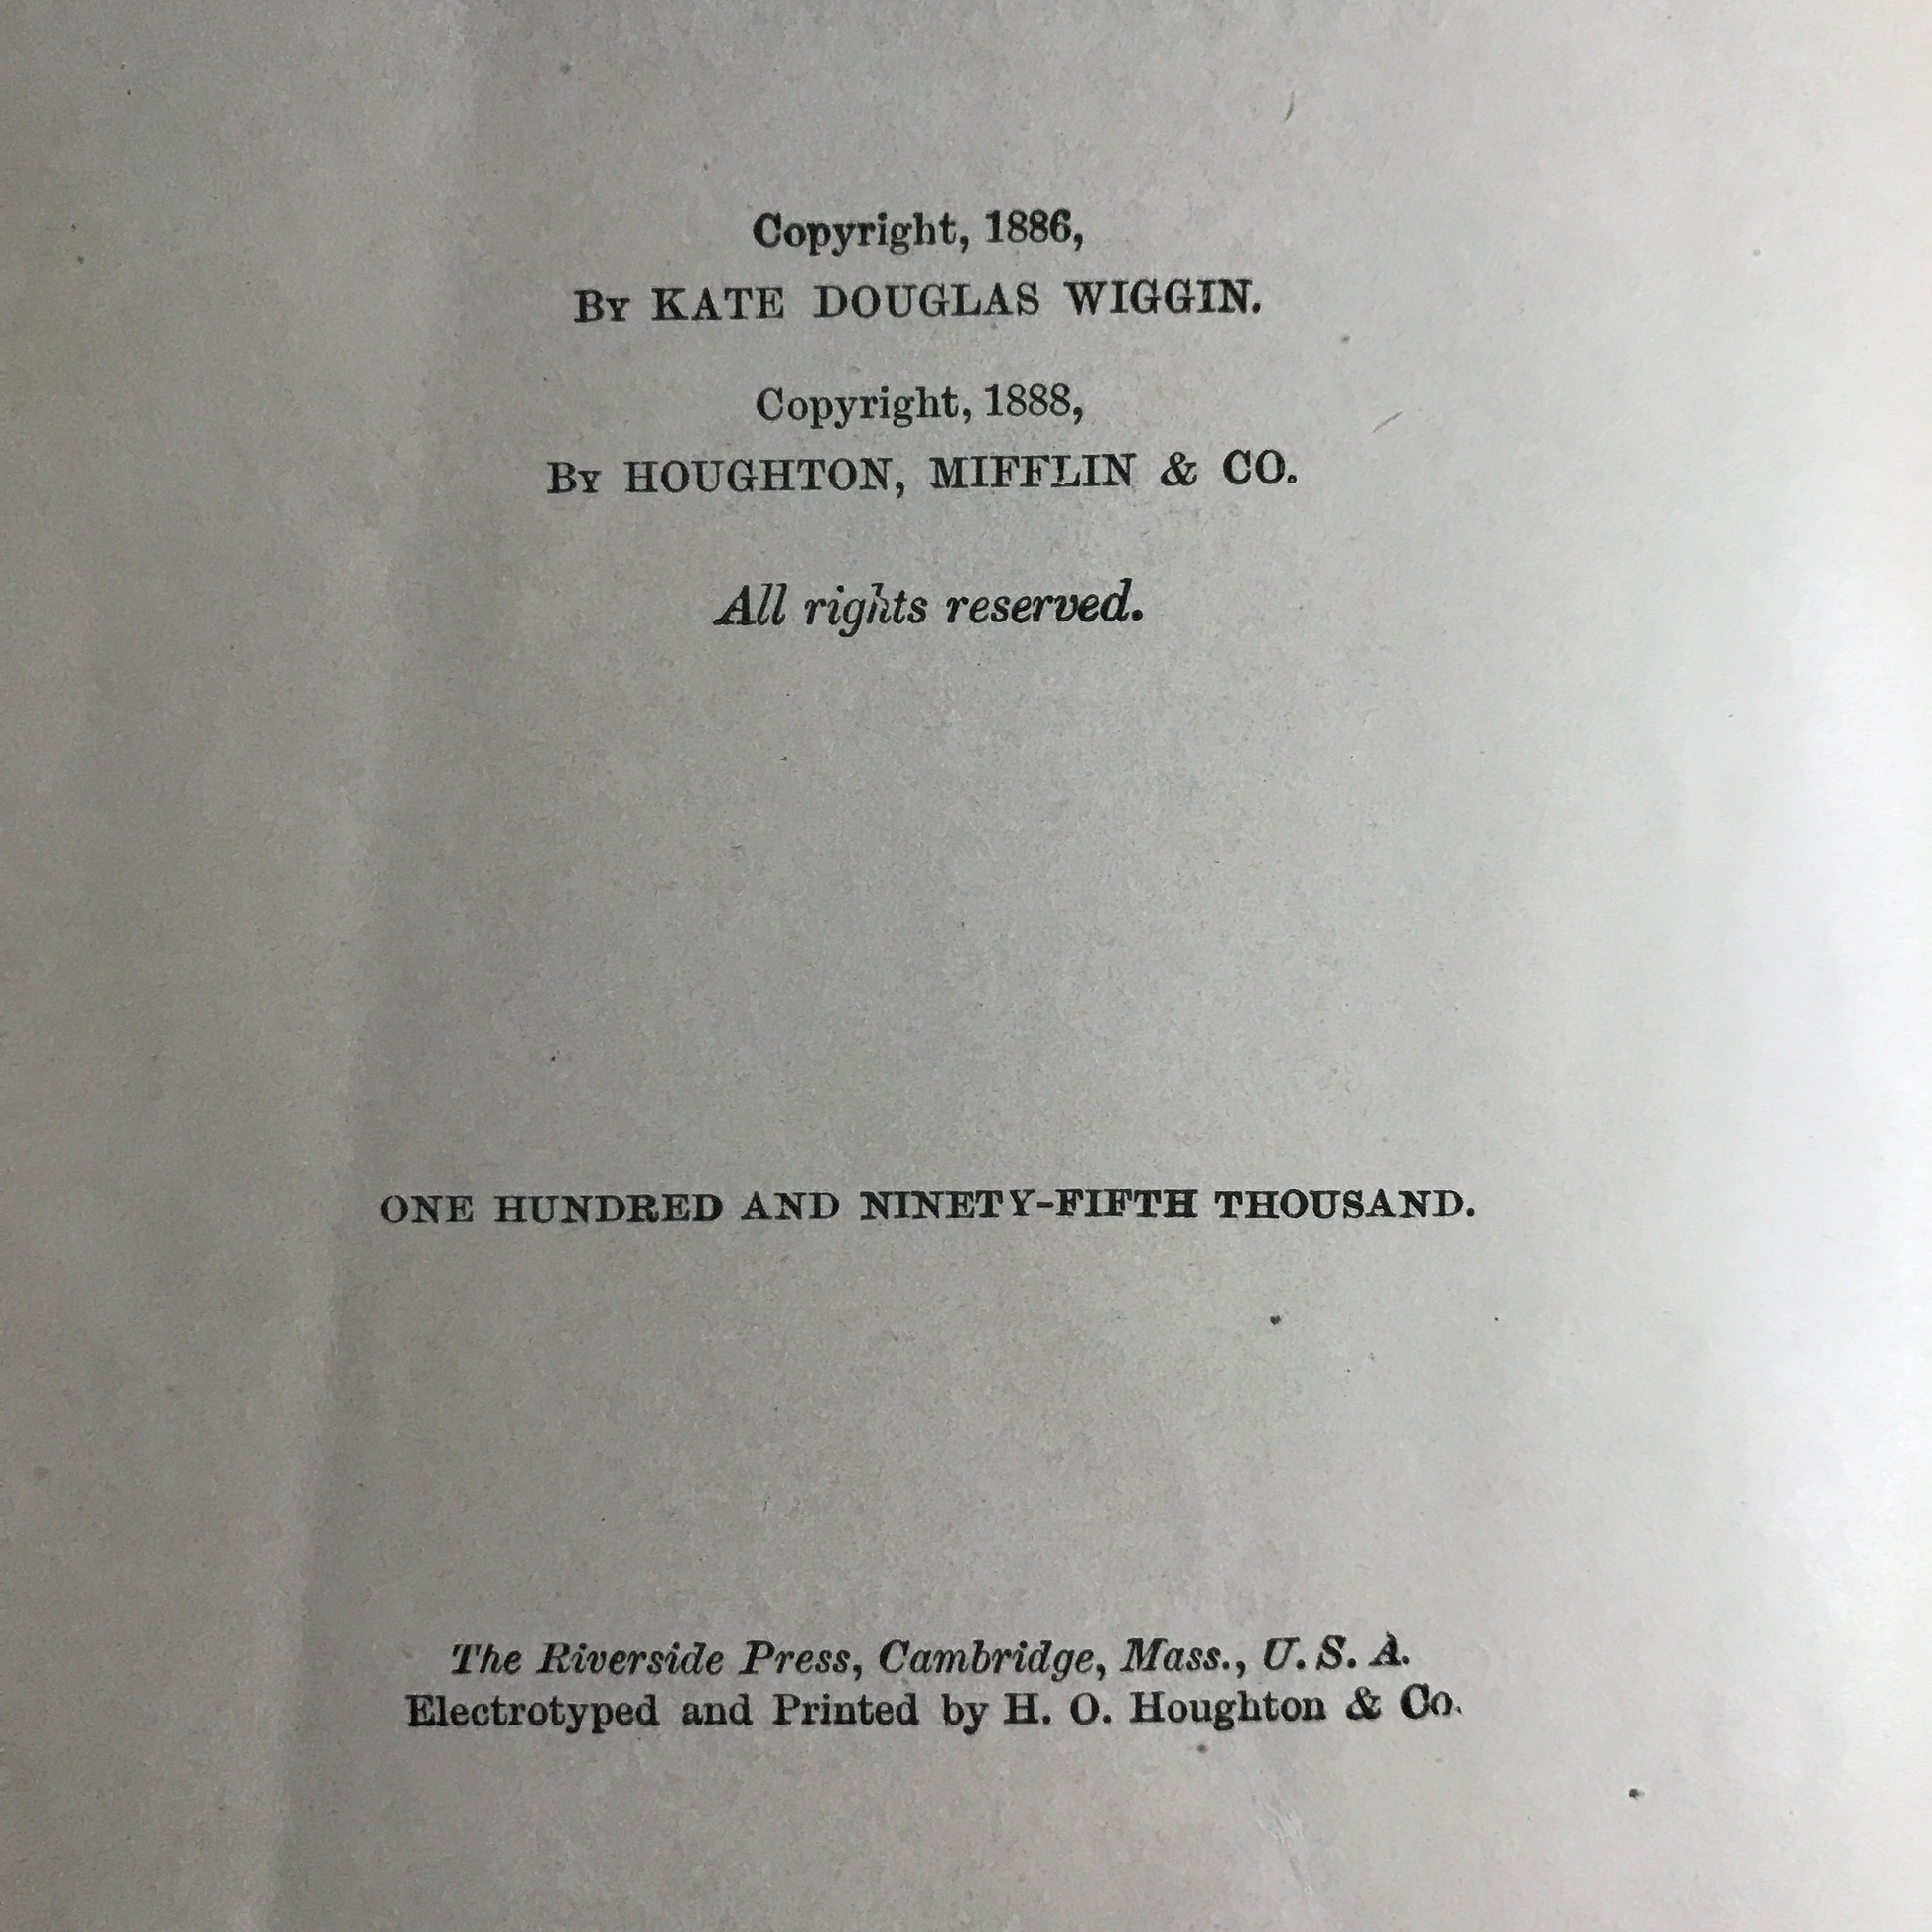 Copyright, 1886,
By KATE DOUGLAS WIGGIN.
Copyright, 1888,
By HOUGHTON, MIFFLIN & CO.
All rights reserved.
ONE HUNDRED AND NINETY-FIFTH THOUSAND.
The Riverside Press, Cambridge, Mass., U. S. A.
Electrotyped and Printed by H. O. Houghton & Co.